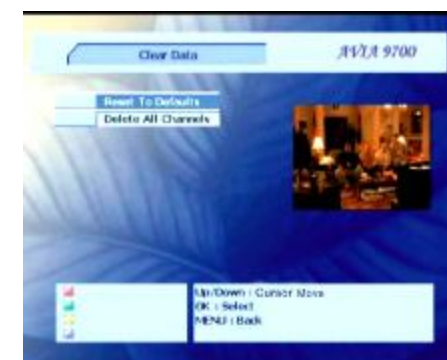 Clear Data
AVIA 9700
Reset To Defaults
Delete All Channels
Up/Down : Cursor Move
OK : Select
MENU : Back